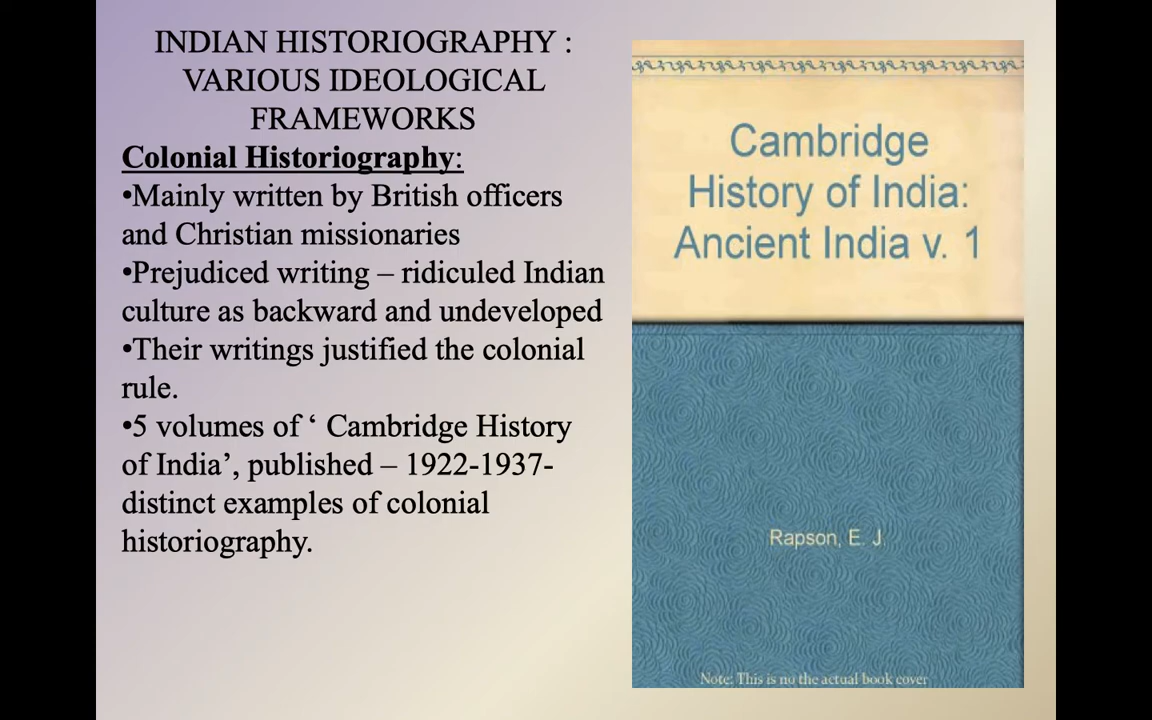 INDIAN HISTORIOGRAPHY :
VARIOUS IDEOLOGICAL
FRAMEWORKS
Colonial Historiography:
•Mainly written by British officers
and Christian missionaries
•Prejudiced writing – ridiculed Indian
culture as backward and undeveloped
•Their writings justified the colonial
rule.
•5 volumes of ‘ Cambridge History
of India’, published – 1922-1937-
distinct examples of colonial
historiography.
Cambridge
History of India:
Ancient India v. 1
Rapson, E. J.
Note: This is no the actual book cover